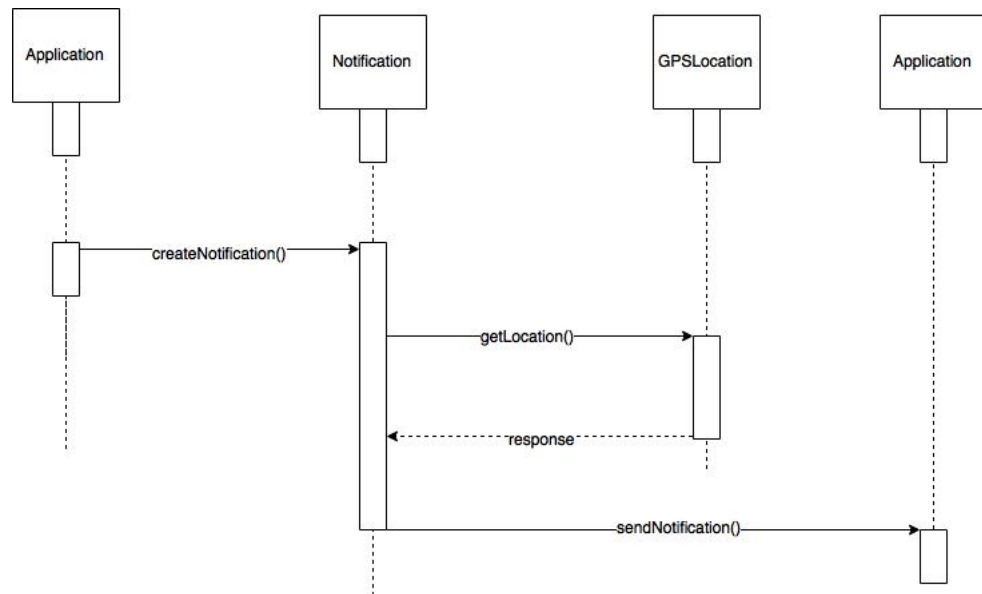 Application
Notification
GPSLocation
Application
createNotification()
getLocation()
response
sendNotification()